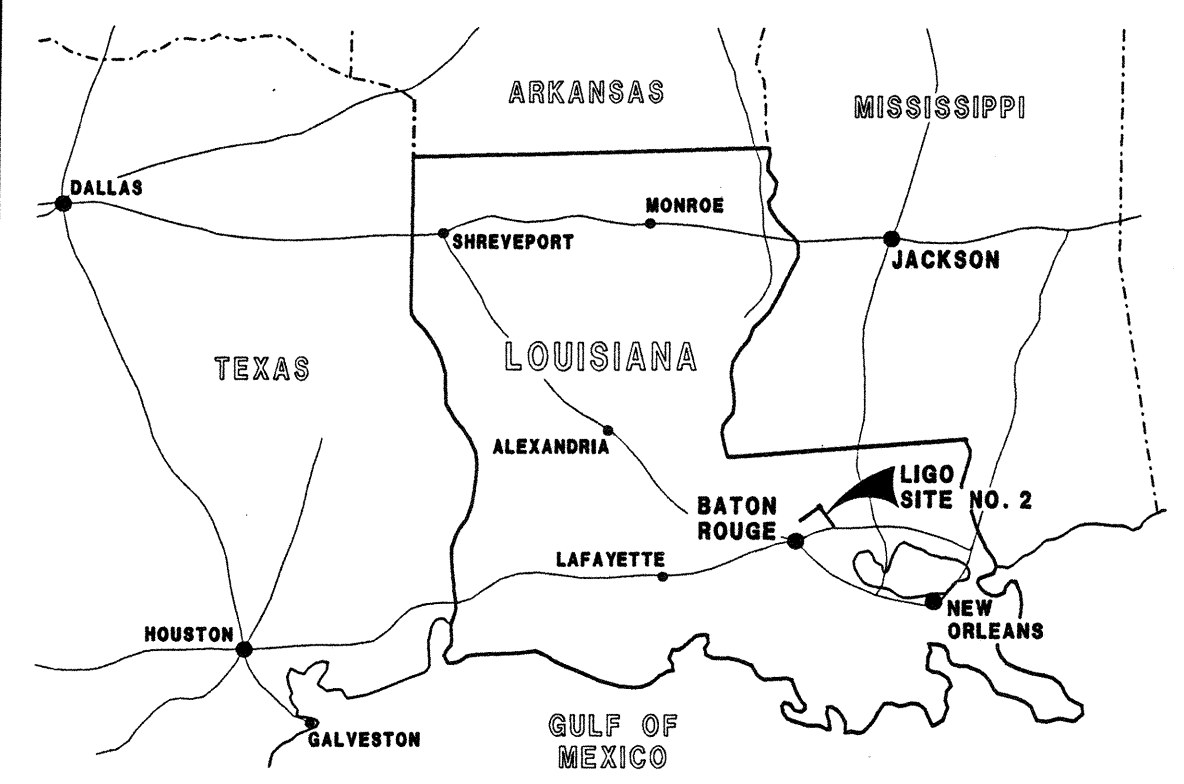 ARKANSAS
MISSISSIPPI
DALLAS
MONROE
SHREVEPORT
JACKSON
TEXAS
LOUISIANA
ALEXANDRIA
LIGO
SITE NO. 2
BATON
ROUGE
LAFAYETTE
NEW
ORLEANS
HOUSTON
GALVESTON
GULF OF
MEXICO